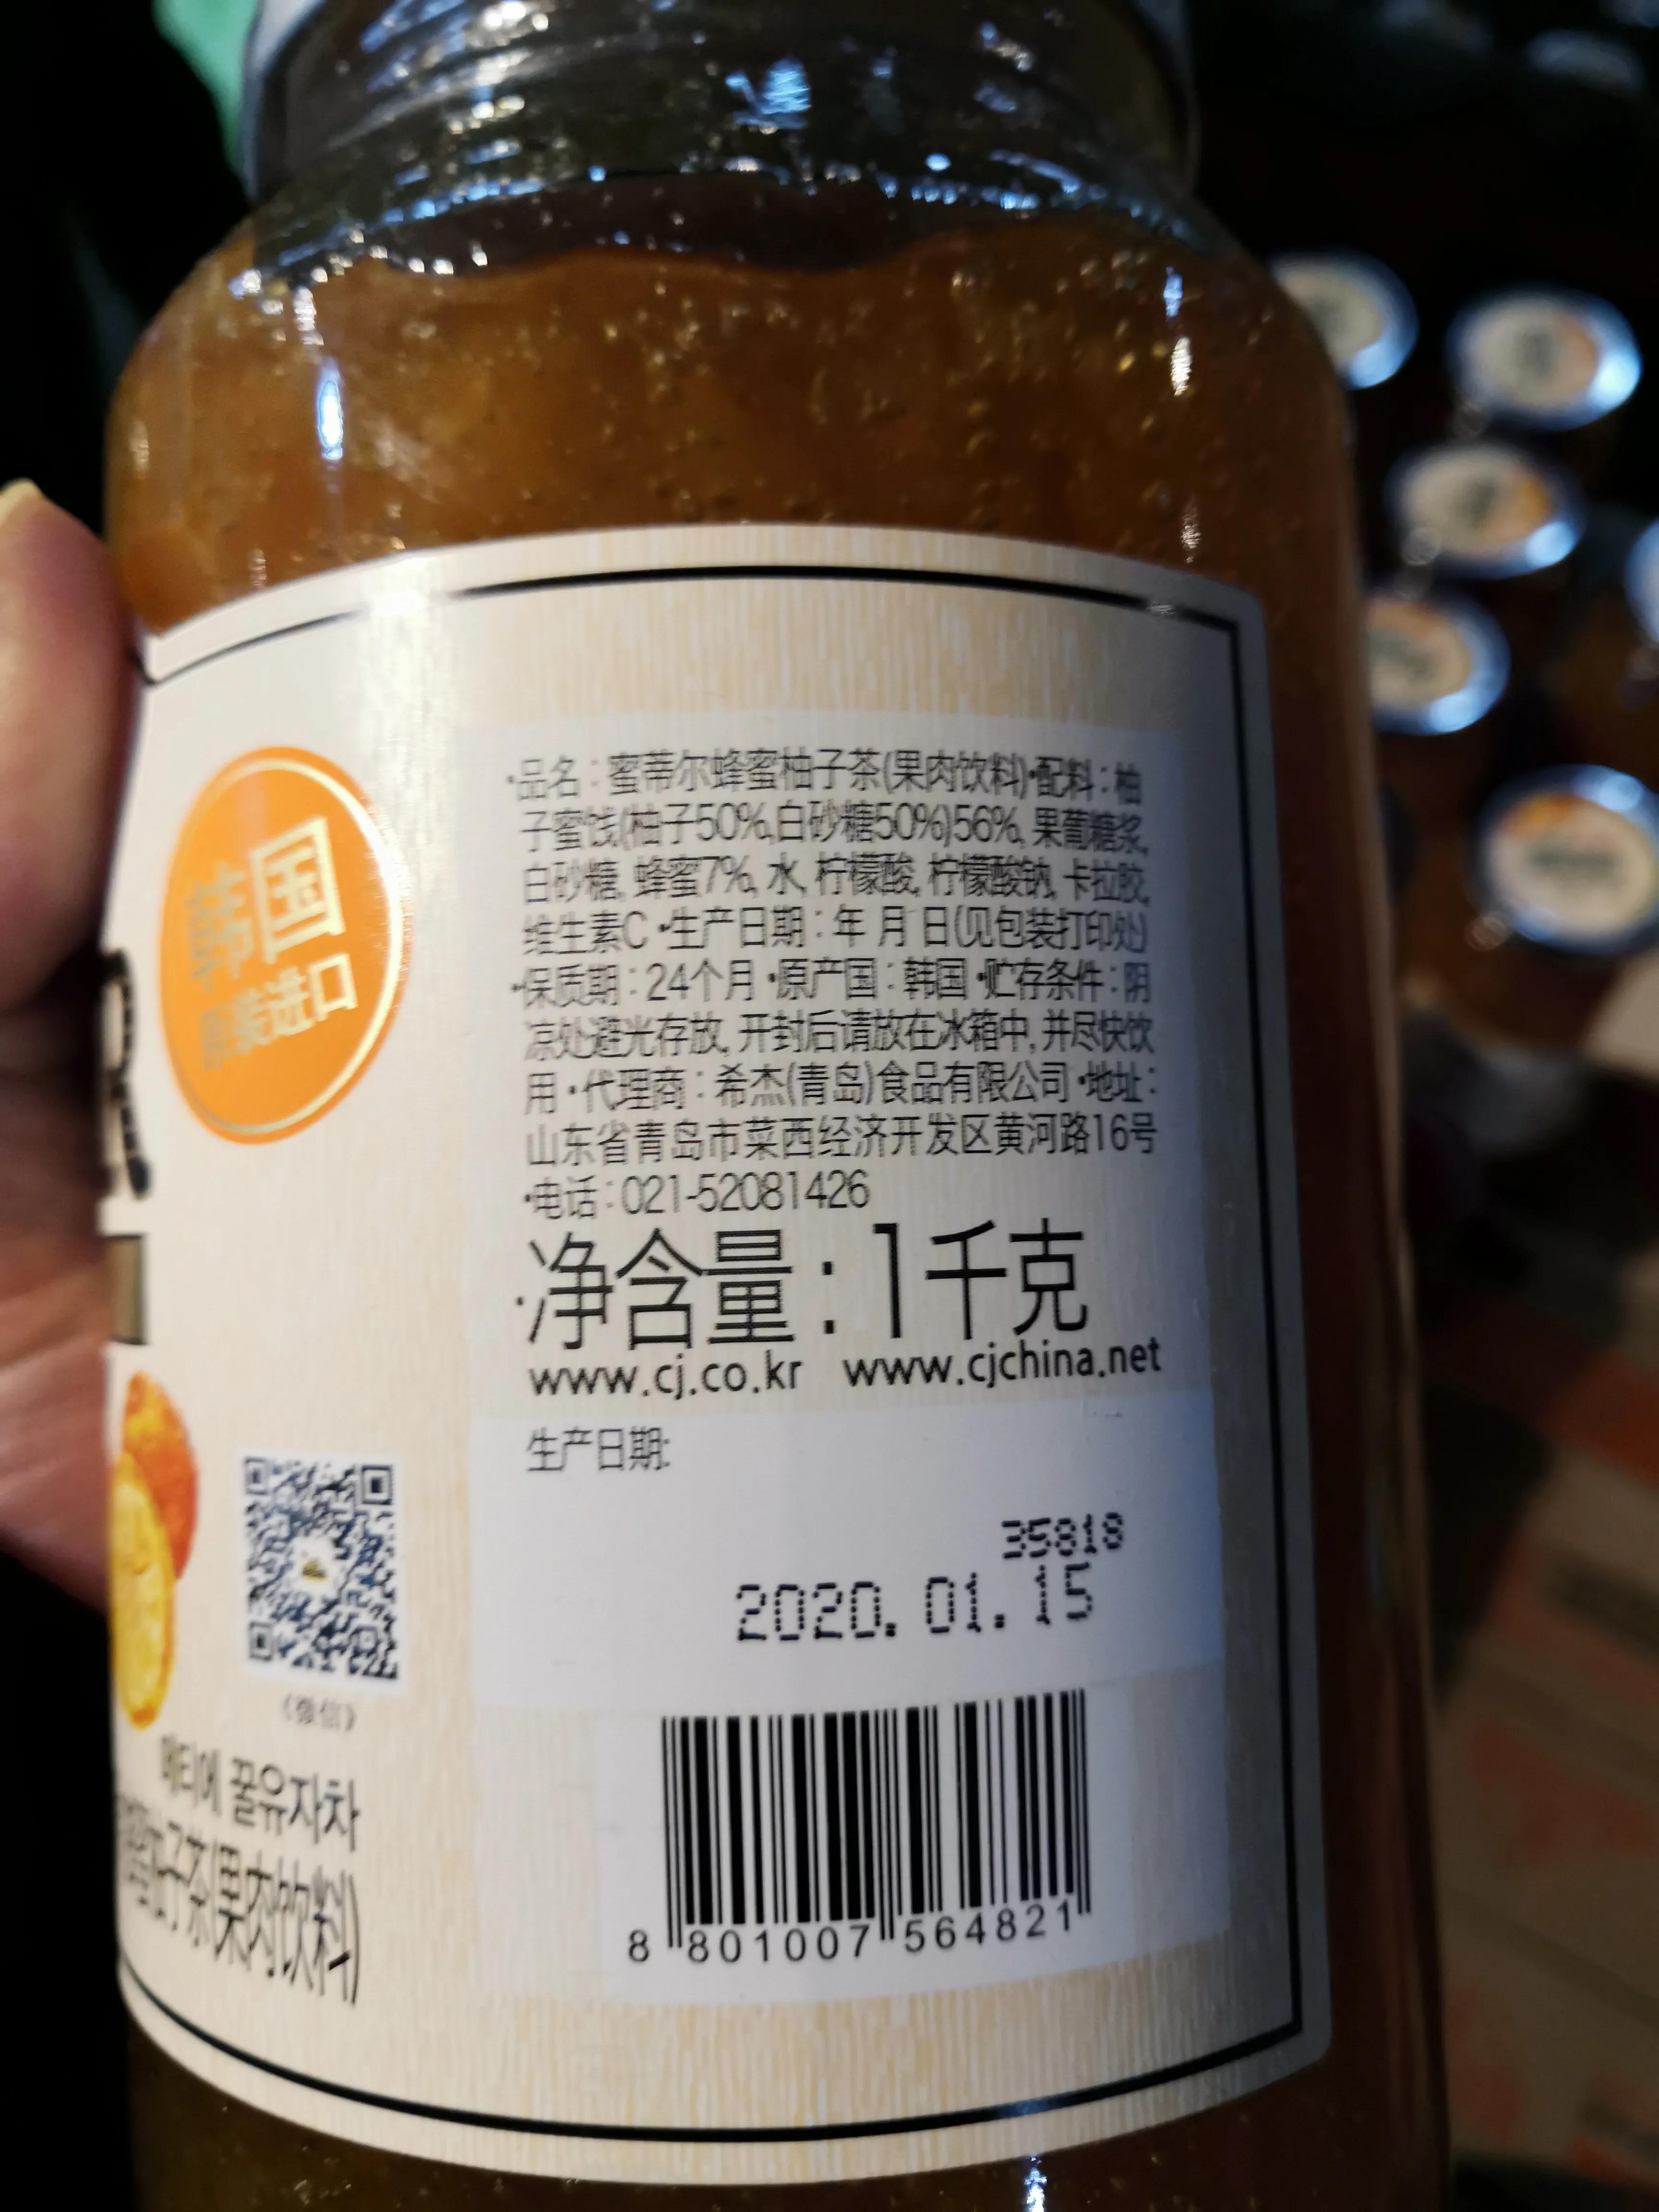 韩国
原装进口
·品名：蜜蒂尔蜂蜜柚子茶(果肉饮料)·配料：柚
子蜜饯(柚子50%,白砂糖50%)56%, 果葡糖浆,
白砂糖, 蜂蜜7%, 水, 柠檬酸, 柠檬酸钠, 卡拉胶,
维生素C ·生产日期：年 月 日(见包装打印处)
·保质期：24个月 ·原产国：韩国 ·贮存条件：阴
凉处避光存放, 开封后请放在冰箱中, 并尽快饮
用 ·代理商：希杰(青岛)食品有限公司 ·地址：
山东省青岛市莱西经济开发区黄河路16号
·电话：021-52081426
·净含量：1千克
www.cj.co.kr www.cjchina.net
生产日期:
35818
2020. 01. 15
8 801007 564821
《微信》
꿀유자차
蜜柚子茶(果肉饮料)